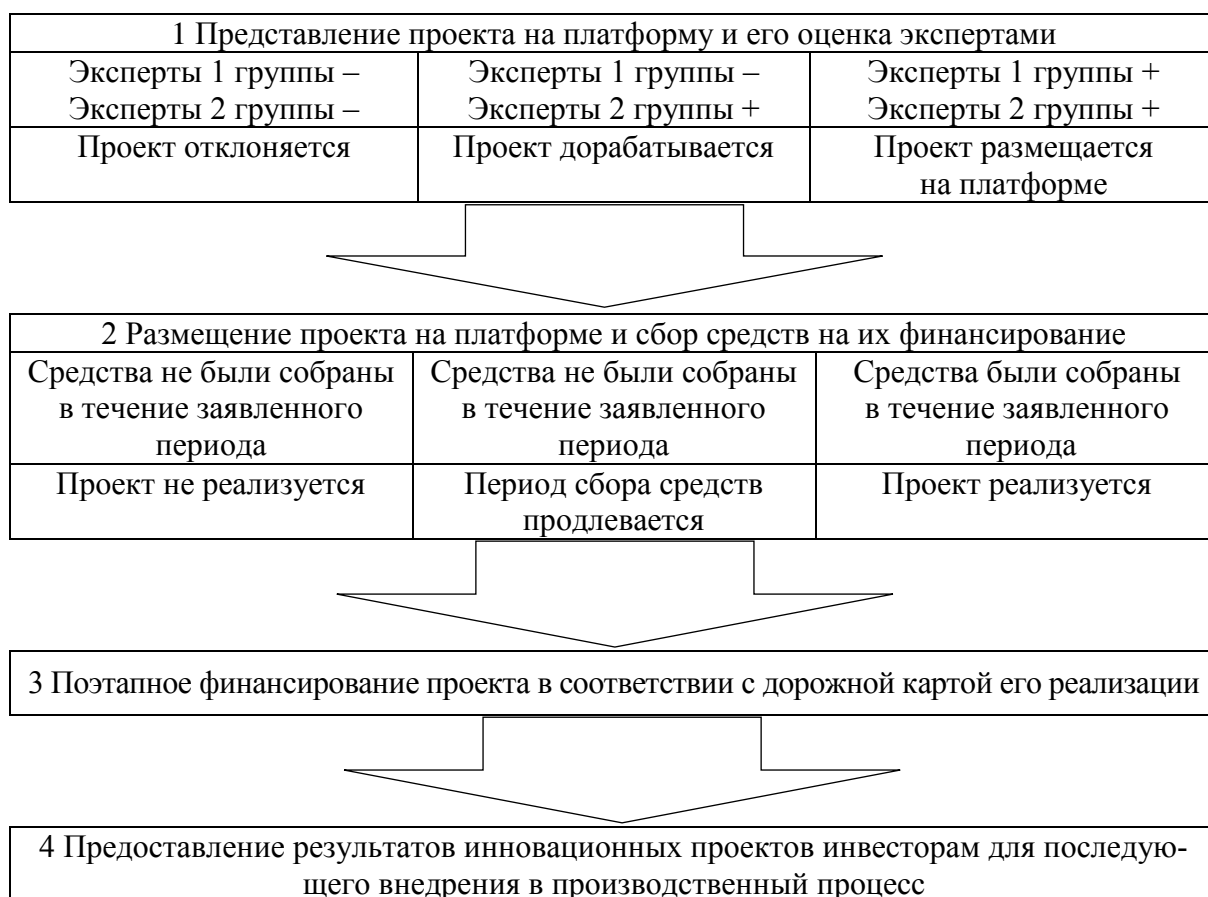 1 Представление проекта на платформу и его оценка экспертами
Эксперты 1 группы –
Эксперты 2 группы –
Эксперты 1 группы –
Эксперты 2 группы +
Эксперты 1 группы +
Эксперты 2 группы +
Проект отклоняется
Проект дорабатывается
Проект размещается
на платформе
2 Размещение проекта на платформе и сбор средств на их финансирование
Средства не были собраны
в течение заявленного
периода
Средства не были собраны
в течение заявленного
периода
Средства были собраны
в течение заявленного
периода
Проект не реализуется
Период сбора средств
продлевается
Проект реализуется
3 Поэтапное финансирование проекта в соответствии с дорожной картой его реализации
4 Предоставление результатов инновационных проектов инвесторам для последую-
щего внедрения в производственный процесс